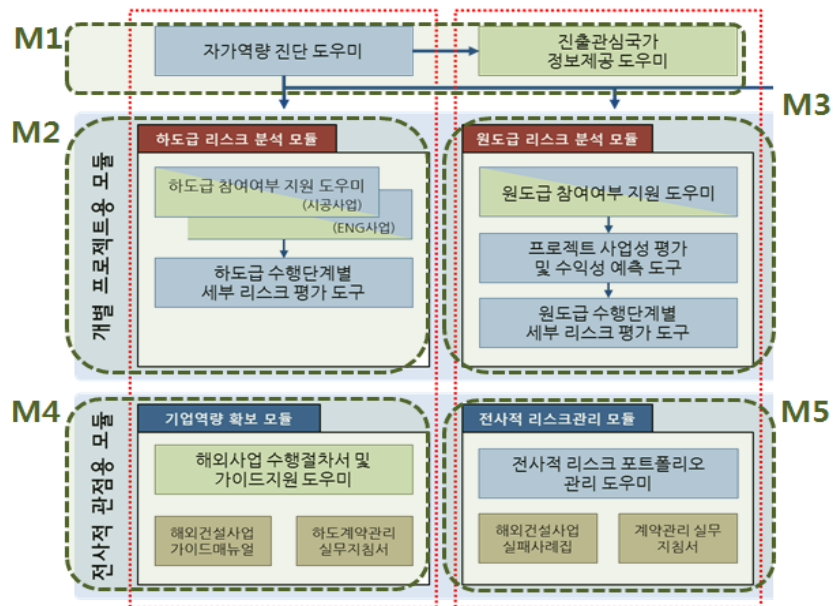 M1
자가역량 진단 도우미
진출관심국가
정보제공 도우미
M3
M2
개별 프로젝트용 모듈
하도급 리스크 분석 모듈
하도급 참여여부 지원 도우미
(시공사업)
(ENG사업)
하도급 수행단계별
세부 리스크 평가 도구
원도급 리스크 분석 모듈
원도급 참여여부 지원 도우미
프로젝트 사업성 평가
및 수익성 예측 도구
원도급 수행단계별
세부 리스크 평가 도구
M4
전사적 관점용 모듈
기업역량 확보 모듈
해외사업 수행절차서 및
가이드지원 도우미
해외건설사업
가이드매뉴얼
하도계약관리
실무지침서
M5
전사적 리스크관리 모듈
전사적 리스크 포트폴리오
관리 도우미
해외건설사업
실패사례집
계약관리 실무
지침서